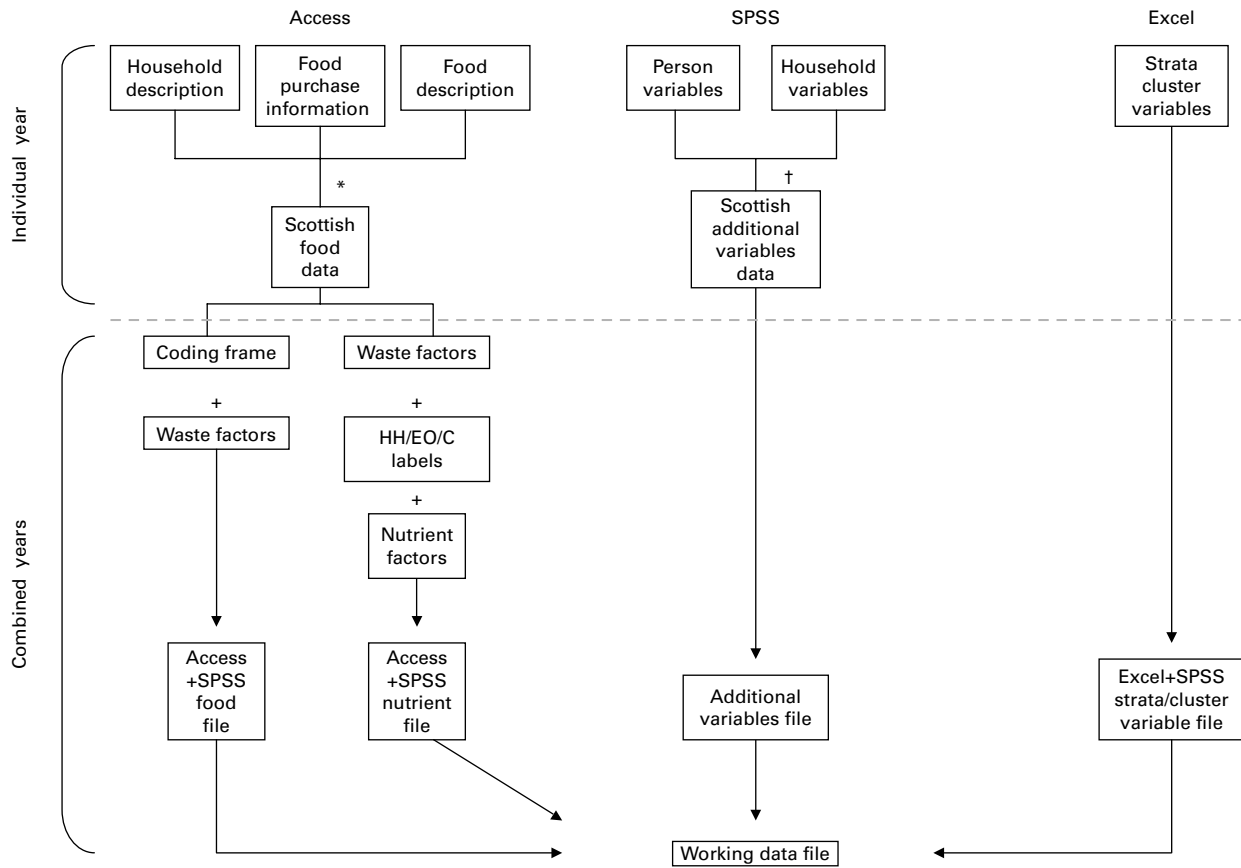 Access
SPSS
Excel
Individual year
Household
description
Food
purchase
information
Food
description
Person
variables
Household
variables
Strata
cluster
variables
*
†
Scottish
food
data
Scottish
additional
variables
data
Combined years
Coding frame
+
Waste factors
Waste factors
+
HH/EO/C
labels
+
Nutrient
factors
Access
+SPSS
food
file
Access
+SPSS
nutrient
file
Additional
variables file
Excel+SPSS
strata/cluster
variable file
Working data file